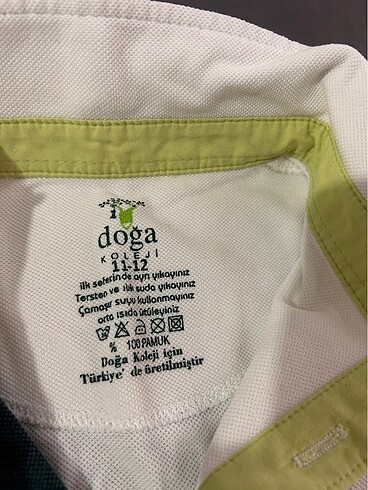 doğa
KOLEJİ
11-12
ilk seferinde ayrı yıkayınız
Tersten ve ılık suda yıkayınız
Çamaşır suyu kullanmayınız
orta ısıda ütüleyiniz
% 100 PAMUK
Doğa Koleji için
Türkiye' de üretilmiştir